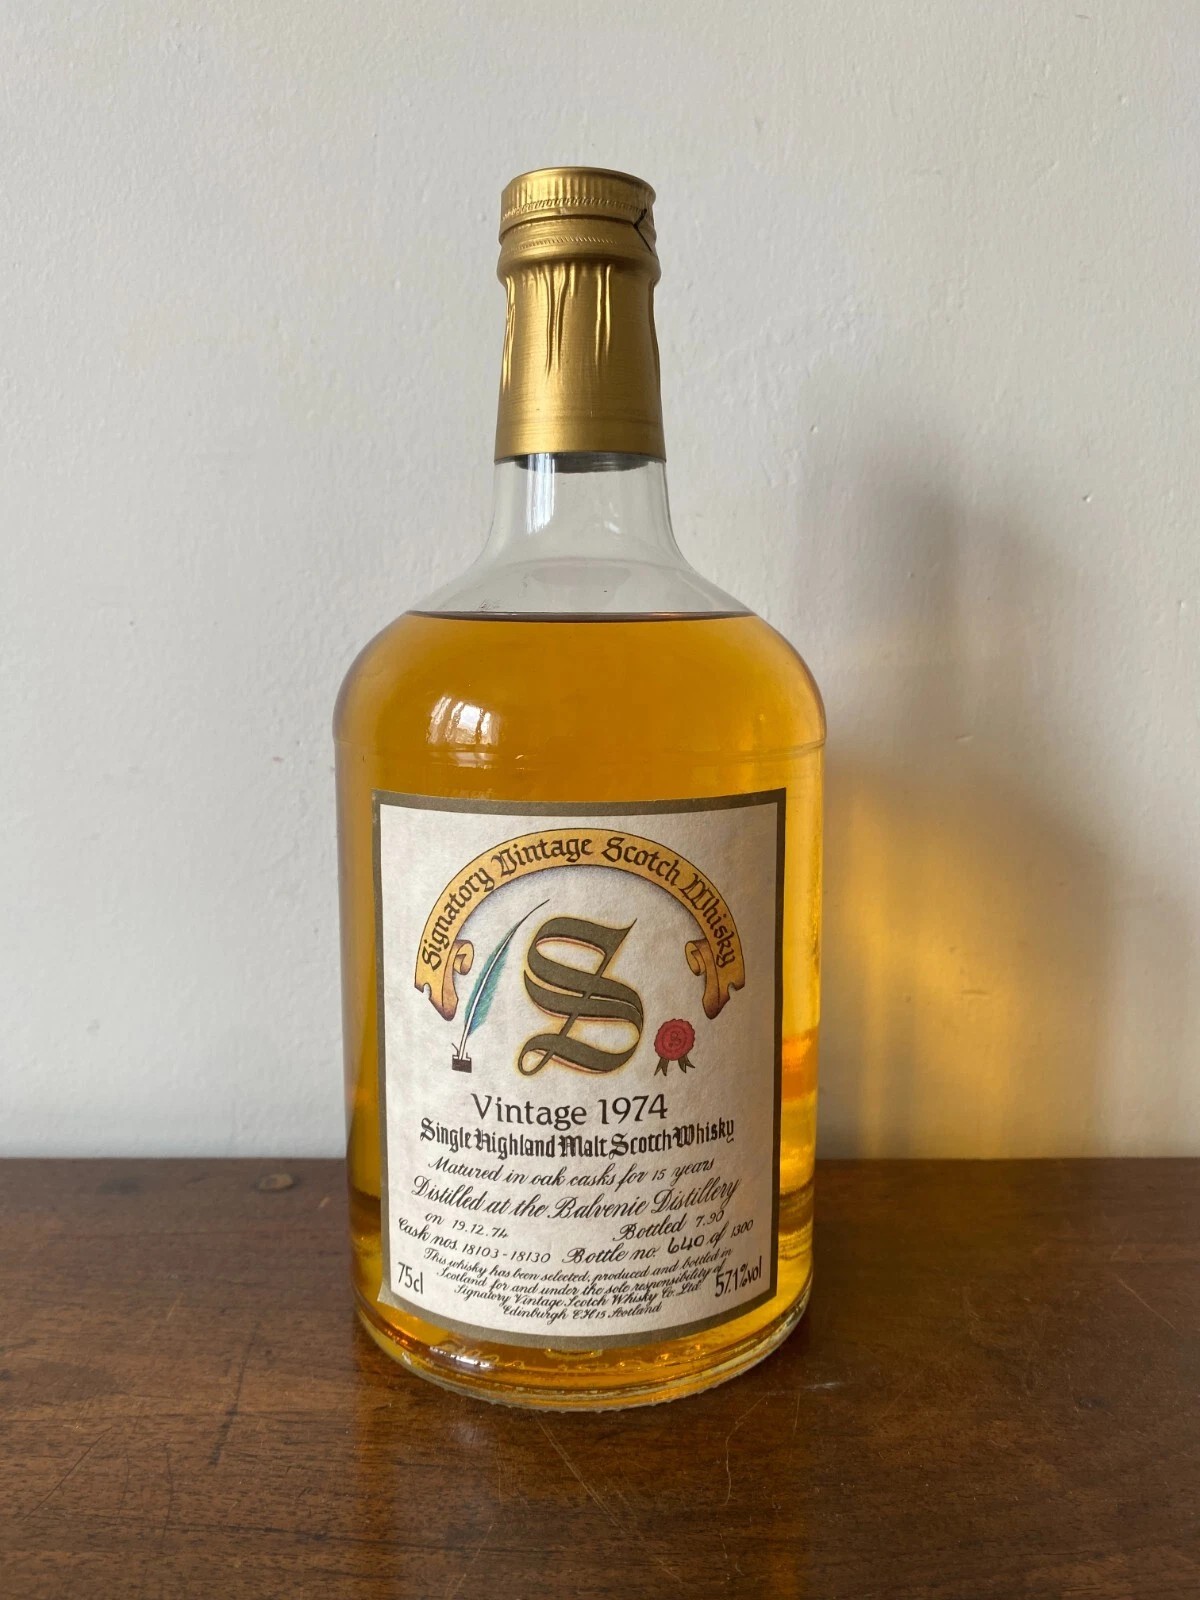 Signatory Vintage Scotch Whisky
S
Vintage 1974
Single Highland Malt Scotch Whisky
Matured in oak casks for 15 years
Distilled at the Balvenie Distillery
on 19.12.74 Bottled 7.90
Cask nos. 18103-18130 Bottle no: 640 of 1300
This whisky has been selected, produced and bottled in
Scotland for and under the sole responsibility of
Signatory Vintage Scotch Whisky Co. Ltd.
Edinburgh EH15 Scotland
75cl 57.1%vol